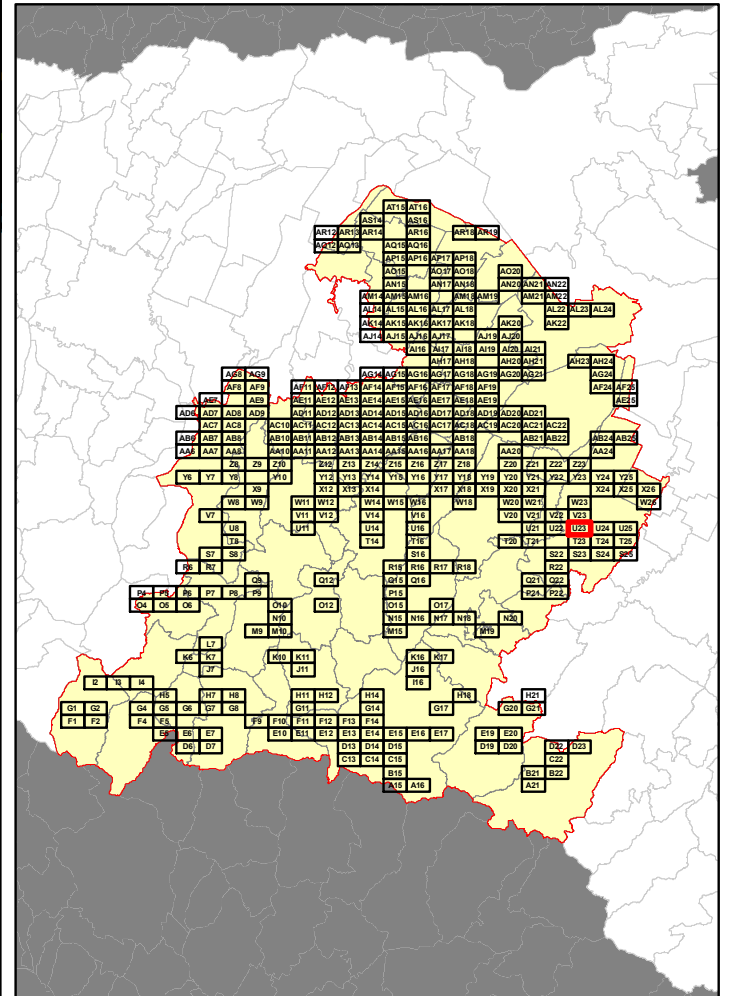 AT15 AT16
AS14 AS16
AR12 AR13 AR14 AR16 AR18 AR19
AQ12 AQ13 AQ15 AQ16
AP15 AP16 AP17 AP18
AO15 AO17 AO18 AO20
AN15 AN17 AN18 AN20 AN21 AN22
AM14 AM15 AM16 AM18 AM19 AM21 AM22
AL14 AL15 AL16 AL17 AL18 AL22 AL23 AL24
AK14 AK15 AK16 AK17 AK18 AK20 AK22
AJ14 AJ15 AJ16 AJ17 AJ19 AJ20
AI16 AI17 AI18 AI19 AI20 AI21
AH17 AH18 AH20 AH21 AH23 AH24
AG8 AG9 AG14 AG15 AG16 AG17 AG18 AG19 AG20 AG21 AG24
AF8 AF9 AF11 AF12 AF13 AF14 AF15 AF16 AF17 AF18 AF19 AF24 AF25
AE7 AE9 AE11 AE12 AE13 AE14 AE15 AE16 AE17 AE18 AE19 AE25
AD6 AD7 AD8 AD9 AD11 AD12 AD13 AD14 AD15 AD16 AD17 AD18 AD19 AD20 AD21
AC7 AC8 AC10 AC11 AC12 AC13 AC14 AC15 AC16 AC17 AC18 AC19 AC20 AC21 AC22
AB6 AB7 AB8 AB10 AB11 AB12 AB13 AB14 AB15 AB16 AB18 AB21 AB22 AB24 AB25
AA6 AA7 AA8 AA10 AA11 AA12 AA13 AA14 AA15 AA16 AA17 AA18 AA20 AA24
Z8 Z9 Z10 Z12 Z13 Z14 Z15 Z16 Z17 Z18 Z20 Z21 Z22 Z23
Y6 Y7 Y8 Y10 Y12 Y13 Y14 Y15 Y16 Y17 Y18 Y19 Y20 Y21 Y22 Y23 Y24 Y25
X9 X12 X13 X14 X17 X18 X19 X20 X21 X24 X25 X26
W8 W9 W11 W12 W14 W15 W16 W18 W20 W21 W23 W26
V7 V11 V12 V14 V16 V20 V21 V22 V23
U8 U11 U14 U16 U21 U22 U23 U24 U25
T8 T14 T16 T20 T21 T23 T24 T25
S7 S8 S16 S22 S23 S24 S25
R6 R7 R15 R16 R17 R18 R22
Q9 Q12 Q15 Q16 Q21 Q22
P4 P5 P6 P7 P8 P9 P15 P21 P22
O4 O5 O6 O10 O12 O15 O17
N10 N15 N16 N17 N18 N20
M9 M10 M15 M19
L7
K6 K7 K10 K11 K16 K17
J7 J11 J16
I2 I3 I4 I16
H5 H7 H8 H11 H12 H14 H18 H21
G1 G2 G4 G5 G6 G7 G8 G11 G14 G17 G20 G21
F1 F2 F4 F5 F9 F10 F11 F12 F13 F14
E5 E6 E7 E10 E11 E12 E13 E14 E15 E16 E17 E19 E20
D6 D7 D13 D14 D15 D19 D20 D22 D23
C13 C14 C15 C22
B15 B21 B22
A15 A16 A21